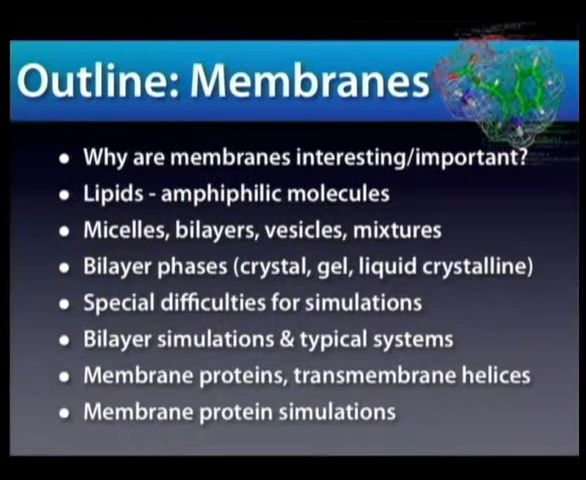 Outline: Membranes
• Why are membranes interesting/important?
• Lipids - amphiphilic molecules
• Micelles, bilayers, vesicles, mixtures
• Bilayer phases (crystal, gel, liquid crystalline)
• Special difficulties for simulations
• Bilayer simulations & typical systems
• Membrane proteins, transmembrane helices
• Membrane protein simulations